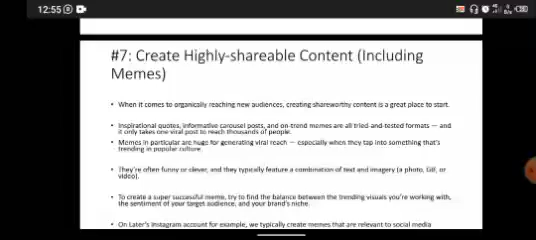 12:55
#7: Create Highly-shareable Content (Including
Memes)
• When it comes to organically reaching new audiences, creating shareworthy content is a great place to start.
• Inspirational quotes, informative carousel posts, and on-trend memes are all tried-and-tested formats — and
it only takes one viral post to reach thousands of people.
• Memes in particular are huge for generating viral reach — especially when they tap into something that's
trending in popular culture.
• They're often funny or clever, and they typically feature a combination of text and imagery (a photo, GIF, or
video).
• To create a super successful meme, try to find the balance between the trending visuals you're working with,
the sentiment of your target audience, and your brand's niche.
• On Later's Instagram account for example, we typically create memes that are relevant to social media